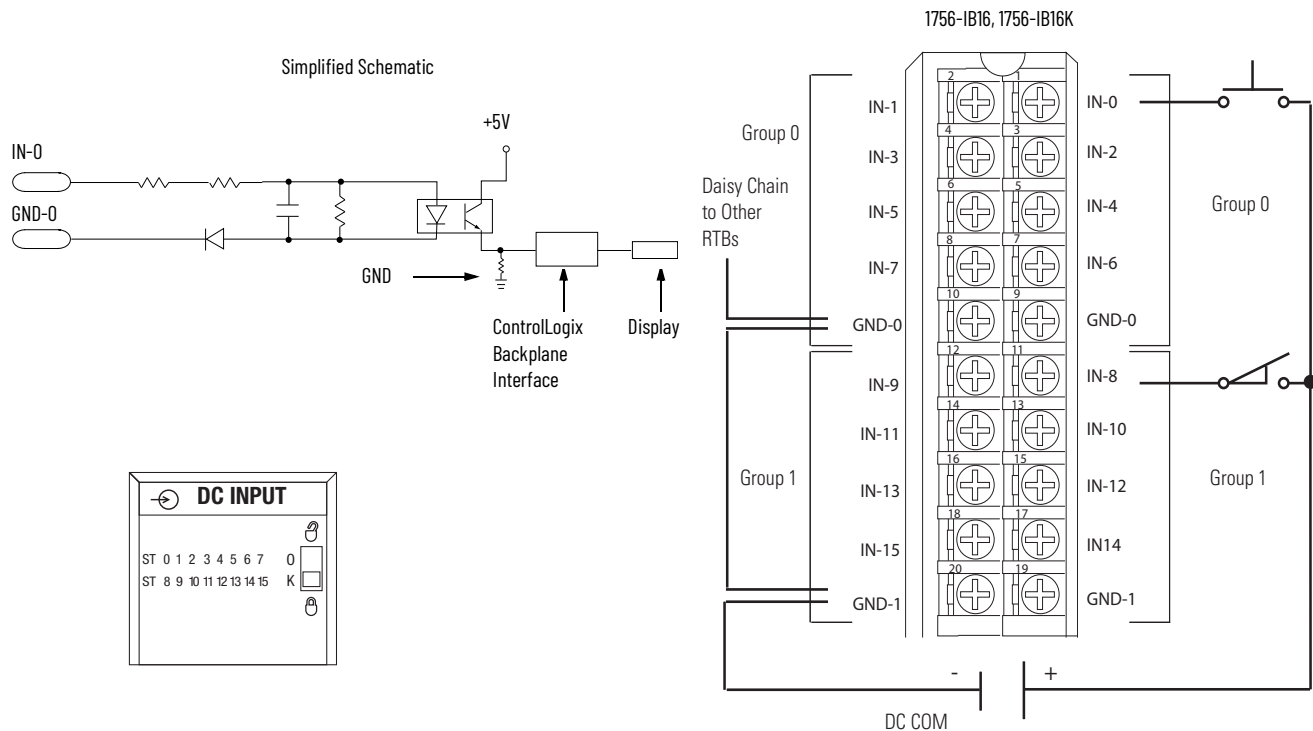 1756-IB16, 1756-IB16K
Simplified Schematic
+5V
IN-0
GND-0
GND
ControlLogix
Backplane
Interface
Display
DC INPUT
ST 0 1 2 3 4 5 6 7 O
ST 8 9 10 11 12 13 14 15 K
Group 0
Daisy Chain
to Other
RTBs
Group 1
IN-1 2 1 IN-0
IN-3 4 3 IN-2
IN-5 6 5 IN-4
IN-7 8 7 IN-6
GND-0 10 9 GND-0
IN-9 12 11 IN-8
IN-11 14 13 IN-10
IN-13 16 15 IN-12
IN-15 18 17 IN14
GND-1 20 19 GND-1
Group 0
Group 1
- +
DC COM